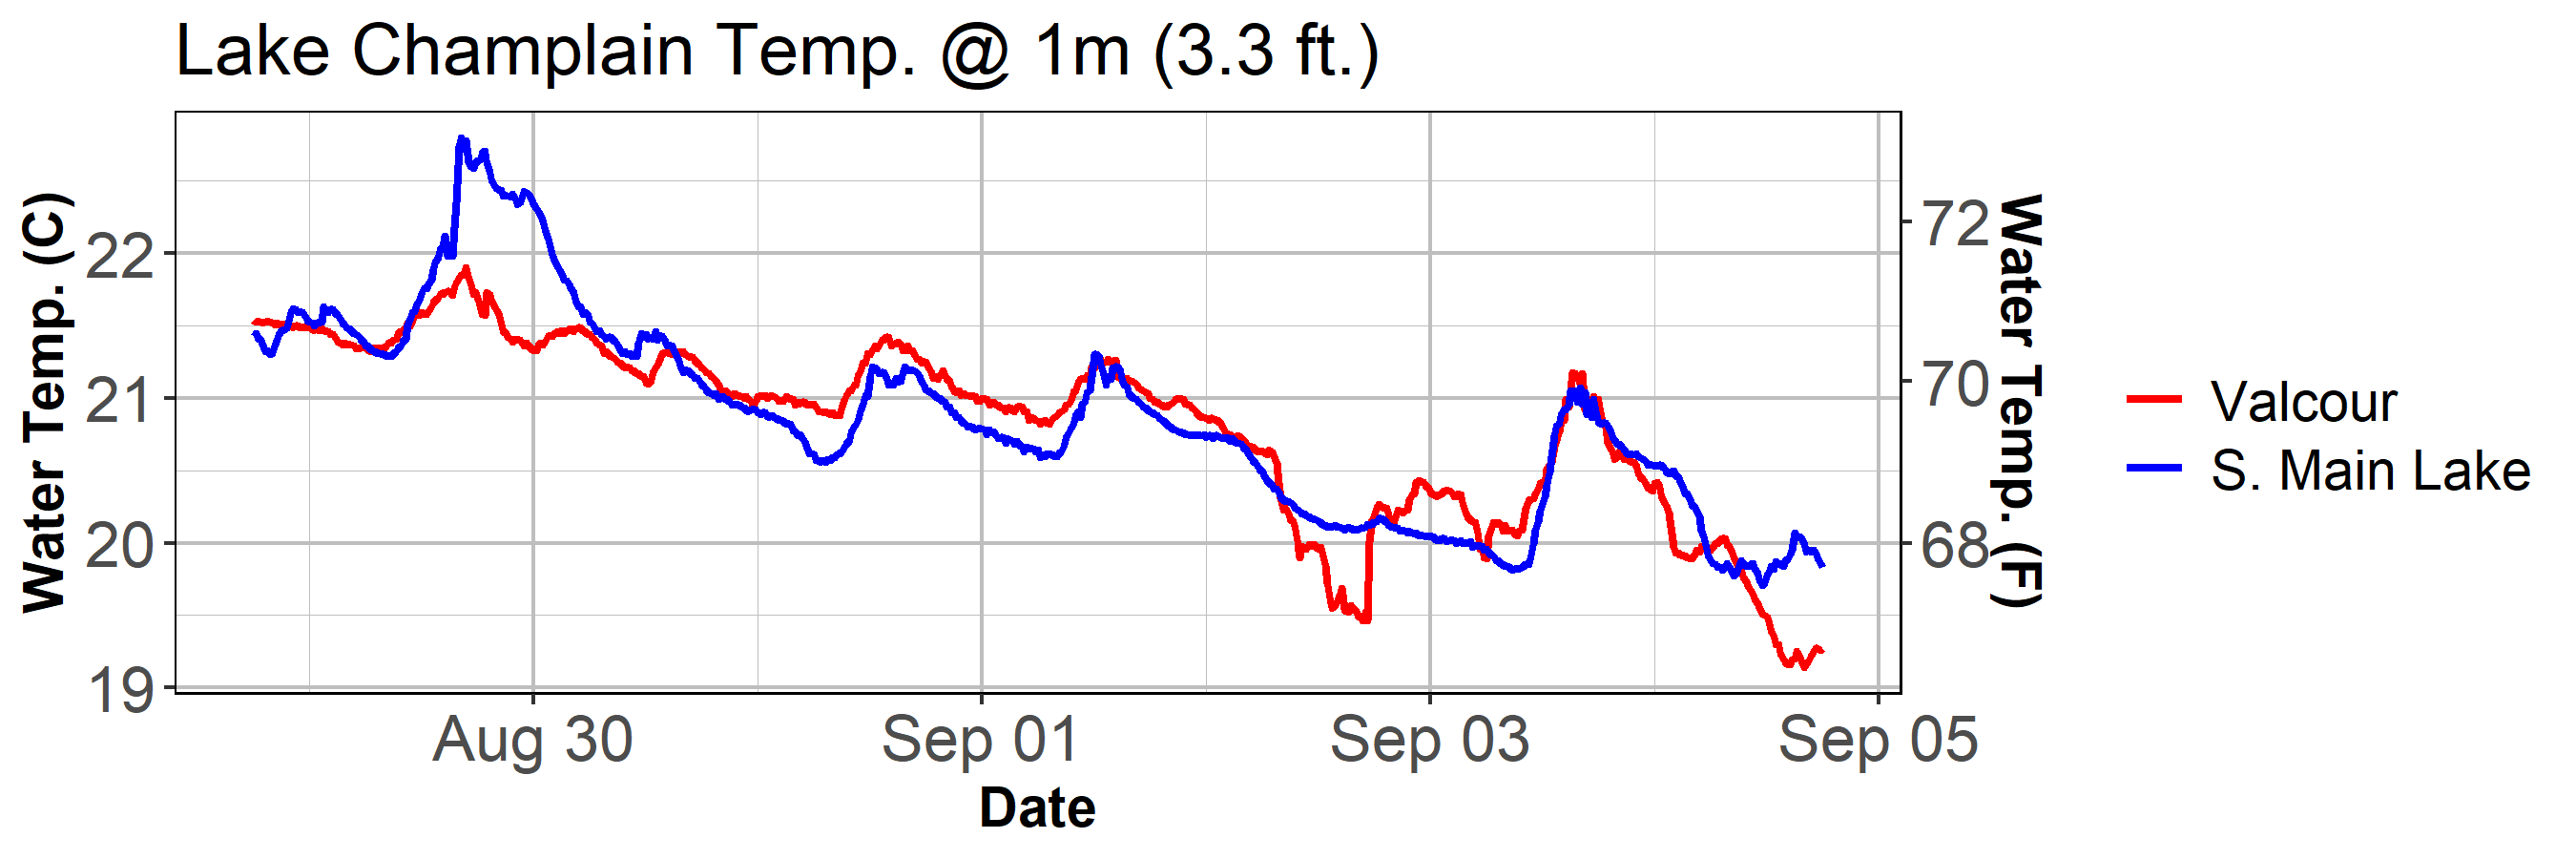 Lake Champlain Temp. @ 1m (3.3 ft.)
Water Temp. (C)
22
21
20
19
72
70
68
Water Temp. (F)
Aug 30
Sep 01
Sep 03
Sep 05
Date
Valcour
S. Main Lake